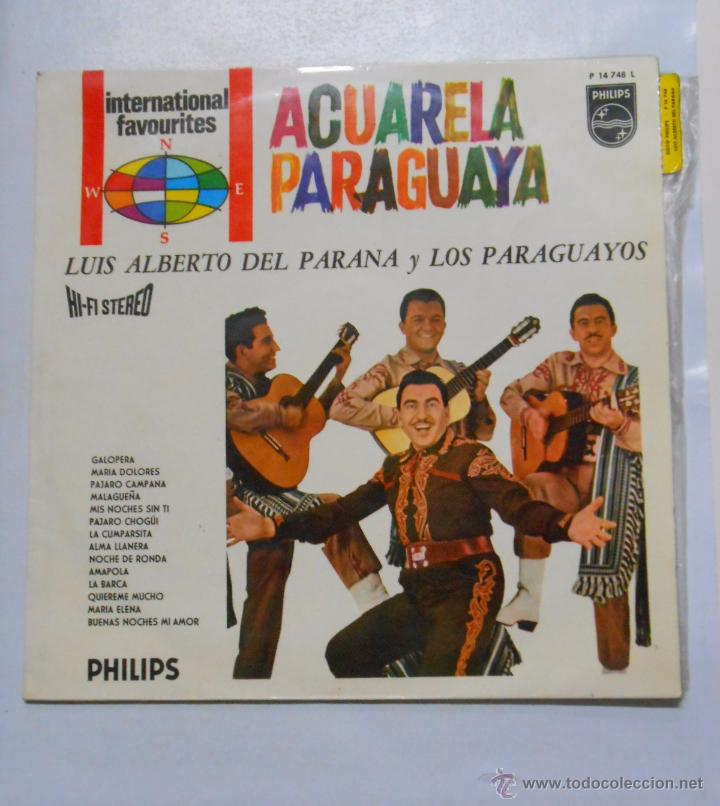 P 14 748 L
international
favourites
ACUARELA
PARAGUAYA
PHILIPS
N
W E
S
LUIS ALBERTO DEL PARANA y LOS PARAGUAYOS
HI-FI STEREO
GALOPERA
MARIA DOLORES
PAJARO CAMPANA
MALAGUEÑA
MIS NOCHES SIN TI
PAJARO CHOGÜI
LA CUMPARSITA
ALMA LLANERA
NOCHE DE RONDA
AMAPOLA
LA BARCA
QUIEREME MUCHO
MARIA ELENA
BUENAS NOCHES MI AMOR
PHILIPS
© www.todocoleccion.net